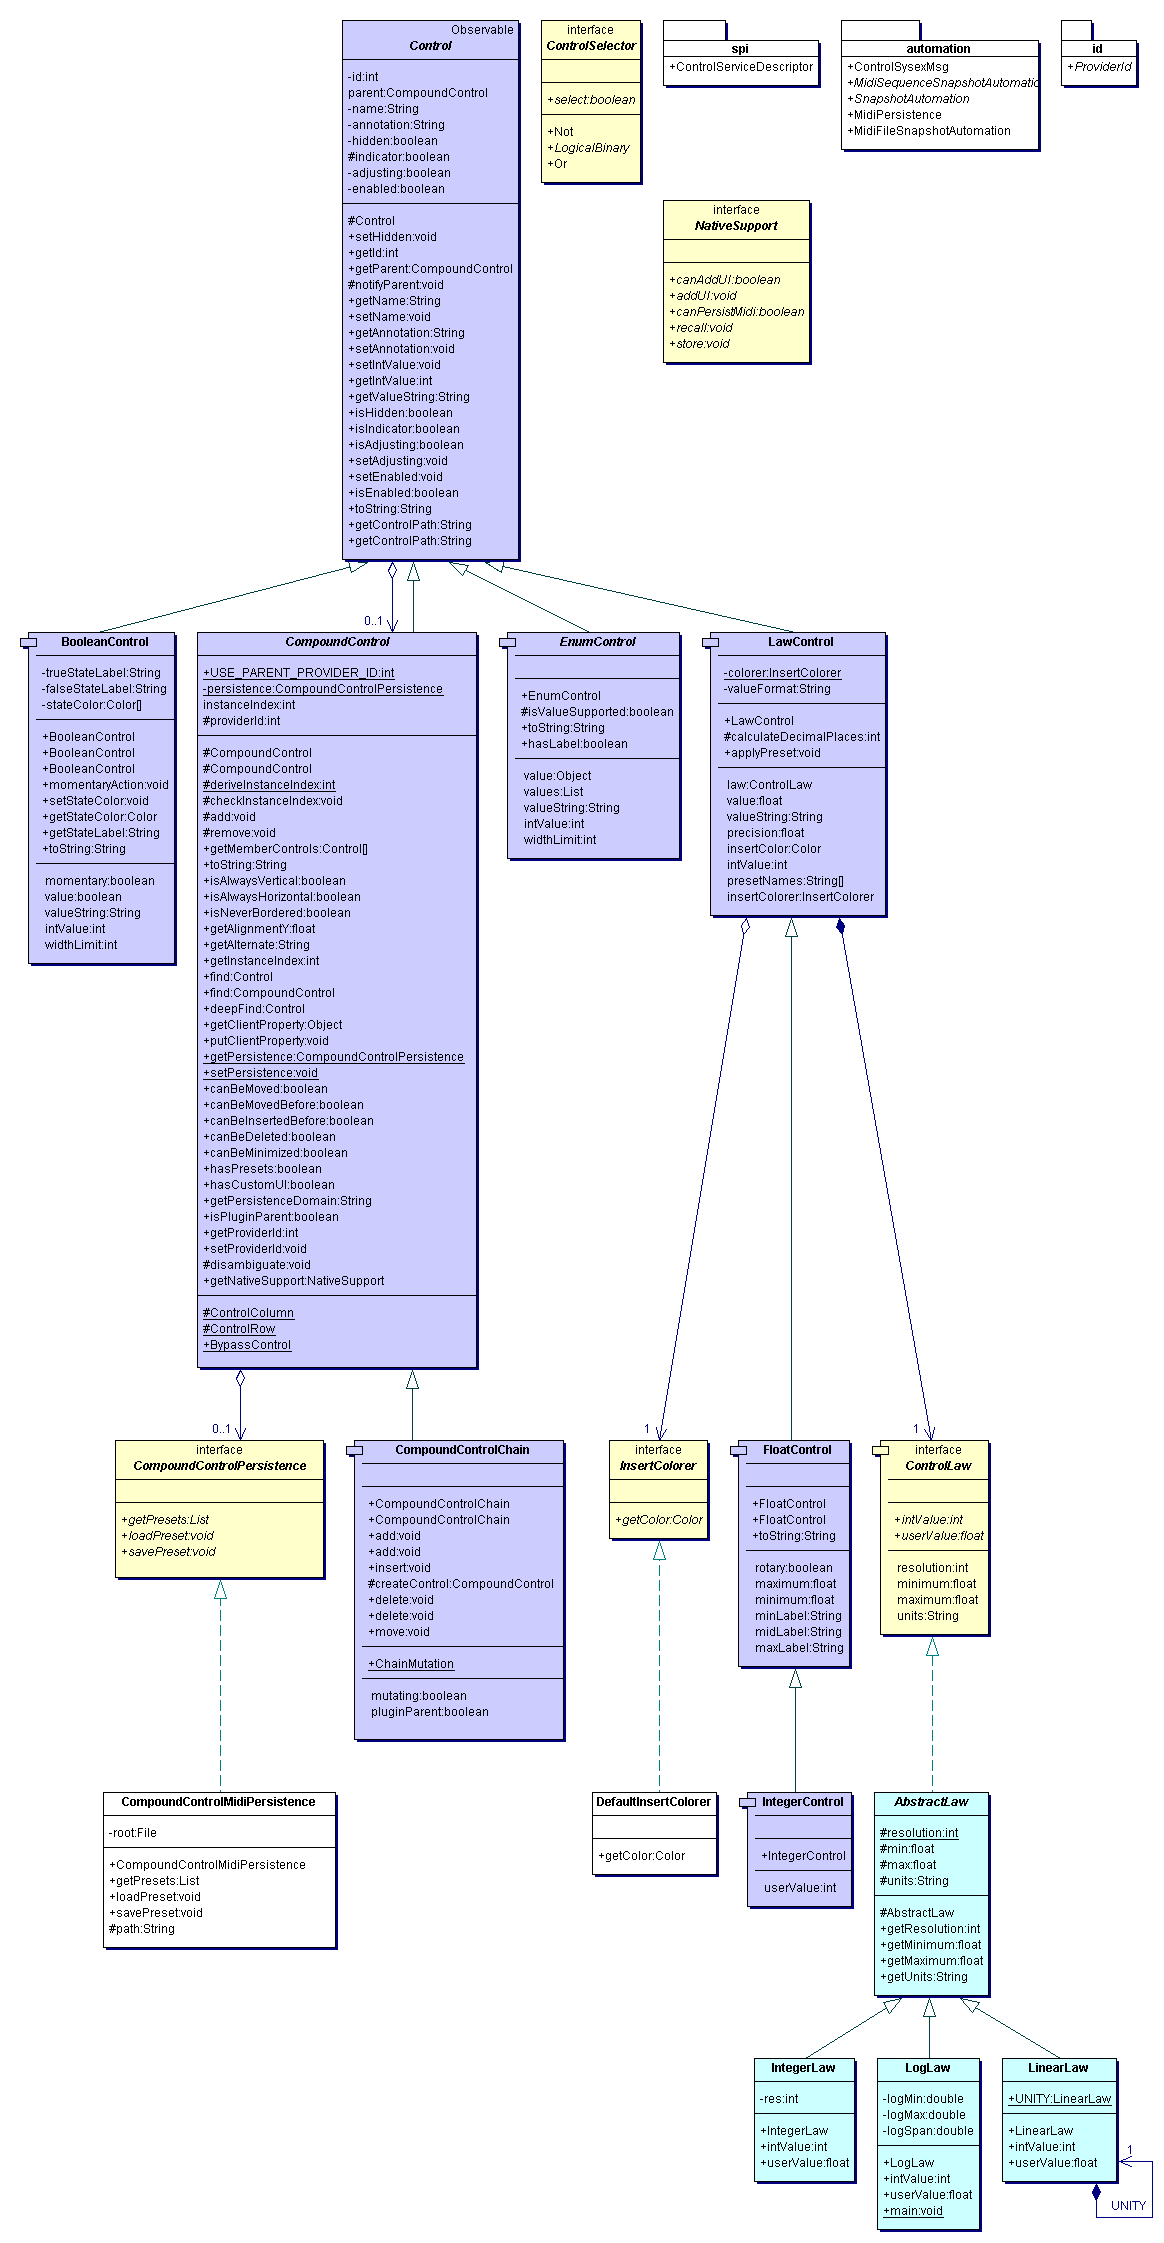 Observable
Control
-id:int
parent:CompoundControl
-name:String
-annotation:String
-hidden:boolean
#indicator:boolean
-adjusting:boolean
-enabled:boolean
#Control
+setHidden:void
+getId:int
+getParent:CompoundControl
#notifyParent:void
+getName:String
+setName:void
+getAnnotation:String
+setAnnotation:void
+setIntValue:void
+getIntValue:int
+getValueString:String
+isHidden:boolean
+isIndicator:boolean
+isAdjusting:boolean
+setAdjusting:void
+setEnabled:void
+isEnabled:boolean
+toString:String
+getControlPath:String
+getControlPath:String
interface
ControlSelector
+select:boolean
+Not
+LogicalBinary
+Or
spi
+ControlServiceDescriptor
automation
+ControlSysexMsg
+MidiSequenceSnapshotAutomatic
+SnapshotAutomation
+MidiPersistence
+MidiFileSnapshotAutomation
id
+ProviderId
interface
NativeSupport
+canAddUI:boolean
+addUI:void
+canPersistMidi:boolean
+recall:void
+store:void
0..1
BooleanControl
-trueStateLabel:String
-falseStateLabel:String
-stateColor:Color[]
+BooleanControl
+BooleanControl
+BooleanControl
+momentaryAction:void
+setStateColor:void
+getStateColor:Color
+getStateLabel:String
+toString:String
momentary:boolean
value:boolean
valueString:String
intValue:int
widthLimit:int
CompoundControl
+USE_PARENT_PROVIDER_ID:int
-persistence:CompoundControlPersistence
instanceIndex:int
#providerId:int
#CompoundControl
#CompoundControl
#deriveInstanceIndex:int
#checkInstanceIndex:void
#add:void
#remove:void
+getMemberControls:Control[]
+toString:String
+isAlwaysVertical:boolean
+isAlwaysHorizontal:boolean
+isNeverBordered:boolean
+getAlignmentY:float
+getAlternate:String
+getInstanceIndex:int
+find:Control
+find:CompoundControl
+deepFind:Control
+getClientProperty:Object
+putClientProperty:void
+getPersistence:CompoundControlPersistence
+setPersistence:void
+canBeMoved:boolean
+canBeMovedBefore:boolean
+canBeInsertedBefore:boolean
+canBeDeleted:boolean
+canBeMinimized:boolean
+hasPresets:boolean
+hasCustomUI:boolean
+getPersistenceDomain:String
+isPluginParent:boolean
+getProviderId:int
+setProviderId:void
#disambiguate:void
+getNativeSupport:NativeSupport
#ControlColumn
#ControlRow
+BypassControl
EnumControl
+EnumControl
#isValueSupported:boolean
+toString:String
+hasLabel:boolean
value:Object
values:List
valueString:String
intValue:int
widthLimit:int
LawControl
-colorer:InsertColorer
-valueFormat:String
+LawControl
#calculateDecimalPlaces:int
+applyPreset:void
law:ControlLaw
value:float
valueString:String
precision:float
insertColor:Color
intValue:int
presetNames:String[]
insertColorer:InsertColorer
0..1
1
1
interface
CompoundControlPersistence
+getPresets:List
+loadPreset:void
+savePreset:void
CompoundControlChain
+CompoundControlChain
+CompoundControlChain
+add:void
+add:void
+insert:void
#createControl:CompoundControl
+delete:void
+delete:void
+move:void
+ChainMutation
mutating:boolean
pluginParent:boolean
interface
InsertColorer
+getColor:Color
FloatControl
+FloatControl
+FloatControl
+toString:String
rotary:boolean
maximum:float
minimum:float
minLabel:String
midLabel:String
maxLabel:String
interface
ControlLaw
+intValue:int
+userValue:float
resolution:int
minimum:float
maximum:float
units:String
CompoundControlMidiPersistence
-root:File
+CompoundControlMidiPersistence
+getPresets:List
+loadPreset:void
+savePreset:void
#path:String
DefaultInsertColorer
+getColor:Color
IntegerControl
+IntegerControl
userValue:int
AbstractLaw
#resolution:int
#min:float
#max:float
#units:String
#AbstractLaw
+getResolution:int
+getMinimum:float
+getMaximum:float
+getUnits:String
IntegerLaw
-res:int
+IntegerLaw
+intValue:int
+userValue:float
LogLaw
-logMin:double
-logMax:double
-logSpan:double
+LogLaw
+intValue:int
+userValue:float
+main:void
LinearLaw
+UNITY:LinearLaw
+LinearLaw
+intValue:int
+userValue:float
1
UNITY